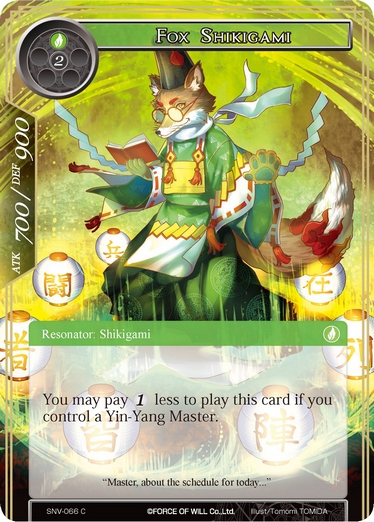 Fox Shikigami
2
ATK 700 / DEF 900
兵
闘
在
者
列
皆
陣
Resonator: Shikigami
You may pay 1 less to play this card if you
control a Yin-Yang Master.
"Master, about the schedule for today..."
SNV-066 C
©FORCE OF WILL Co.,Ltd.
Illust/Tomomi TOMIDA